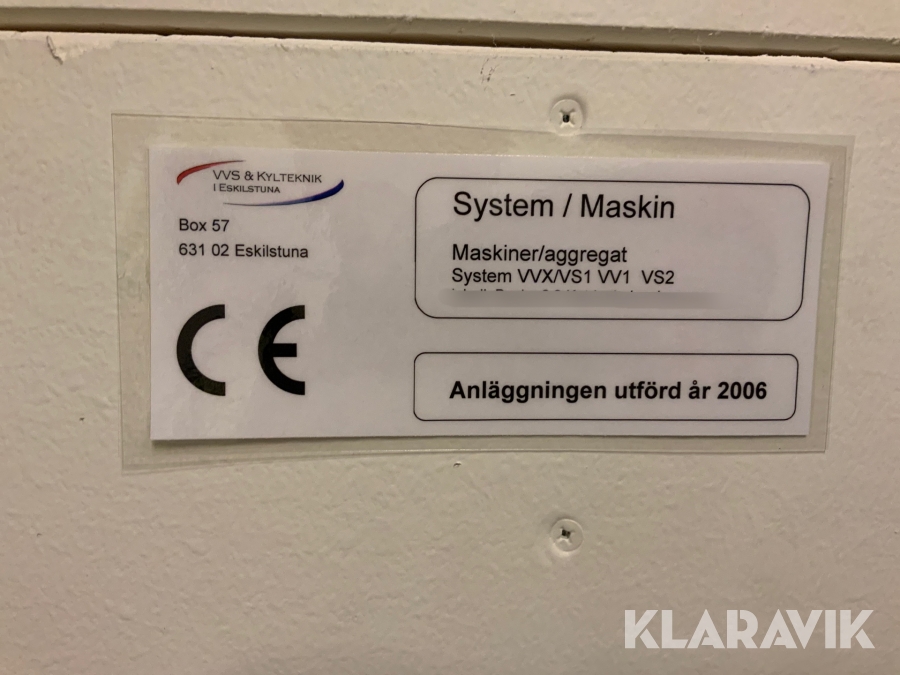 VVS & KYLTEKNIK
I ESKILSTUNA
Box 57
631 02 Eskilstuna
CE
System / Maskin
Maskiner/aggregat
System VVX/VS1 VV1 VS2
Anläggningen utförd år 2006
KLARAVIK